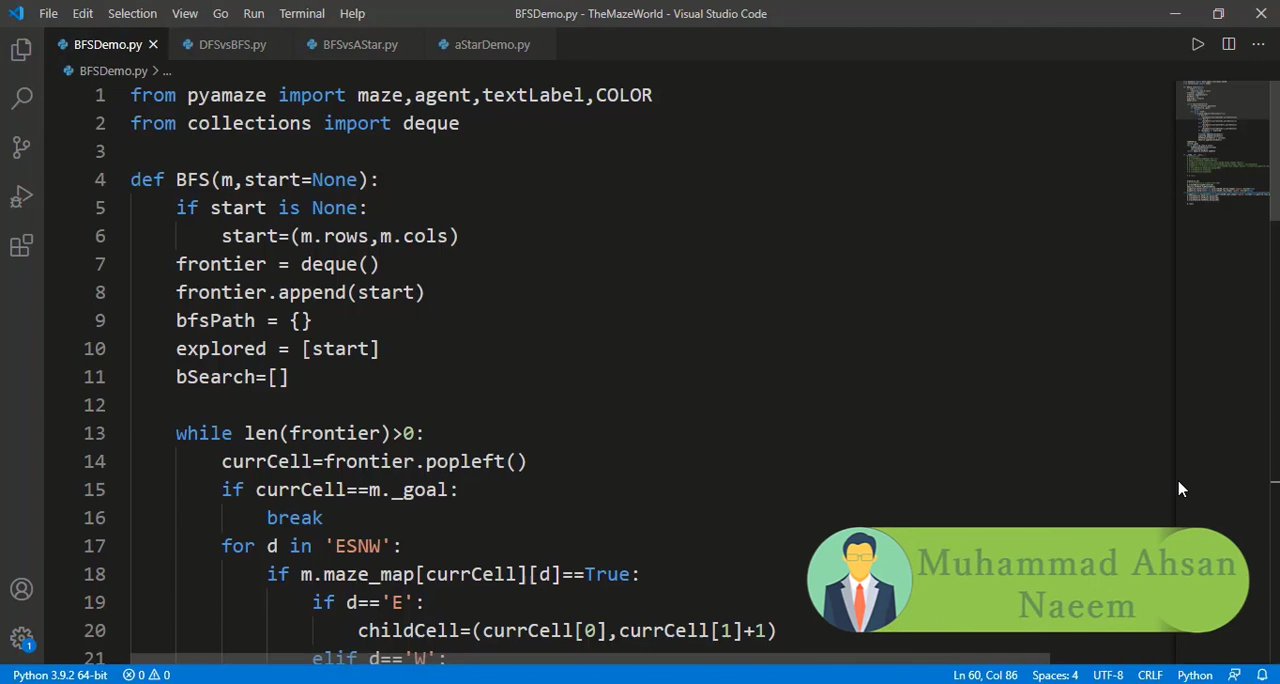 File Edit Selection View Go Run Terminal Help BFSDemo.py - TheMazeWorld - Visual Studio Code
BFSDemo.py DFSvsBFS.py BFSvsAStar.py aStarDemo.py
BFSDemo.py > ...
1 from pyamaze import maze,agent,textLabel,COLOR
2 from collections import deque
3
4 def BFS(m,start=None):
5 if start is None:
6 start=(m.rows,m.cols)
7 frontier = deque()
8 frontier.append(start)
9 bfsPath = {}
10 explored = [start]
11 bSearch=[]
12
13 while len(frontier)>0:
14 currCell=frontier.popleft()
15 if currCell==m._goal:
16 break
17 for d in 'ESNW':
18 if m.maze_map[currCell][d]==True:
19 if d=='E':
20 childCell=(currCell[0],currCell[1]+1)
21 elif d=='W':
Muhammad Ahsan
Naeem
1
Python 3.9.2 64-bit 0 0 Ln 60, Col 86 Spaces: 4 UTF-8 CRLF Python